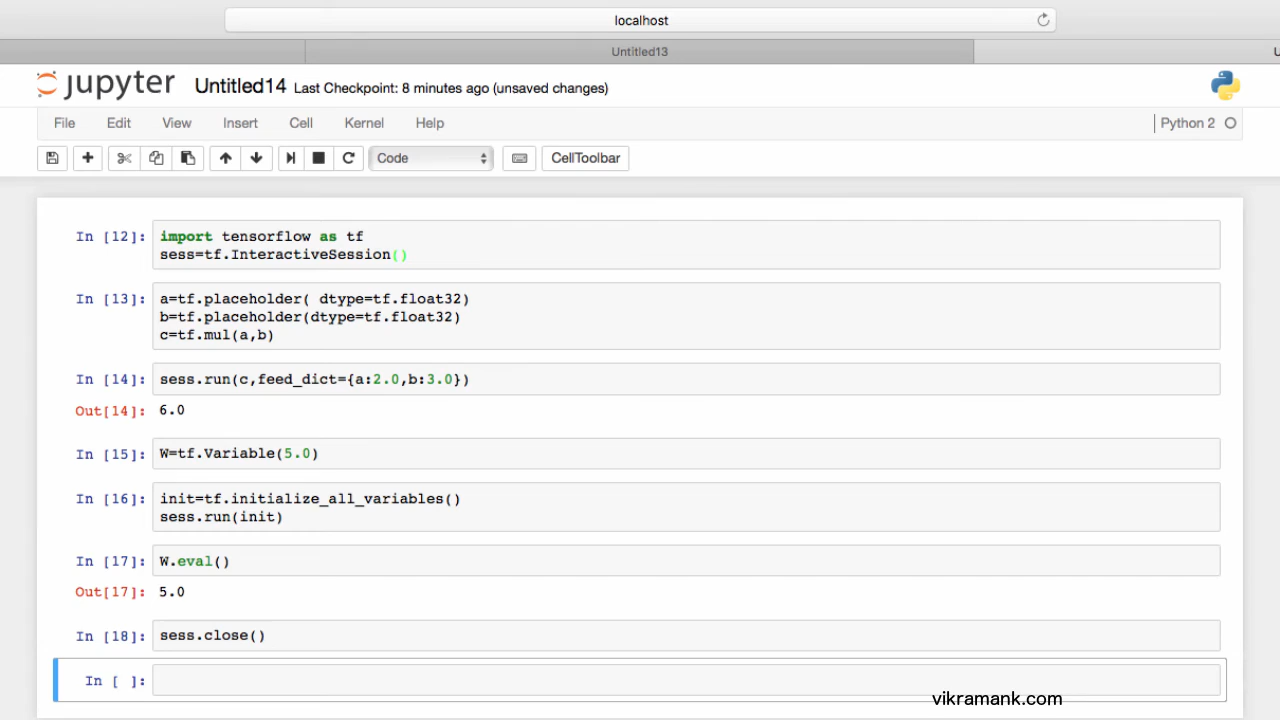 localhost
Untitled13
U
jupyter Untitled14 Last Checkpoint: 8 minutes ago (unsaved changes)
File Edit View Insert Cell Kernel Help Python 2
Code CellToolbar
In [12]: import tensorflow as tf
sess=tf.InteractiveSession()
In [13]: a=tf.placeholder( dtype=tf.float32)
b=tf.placeholder(dtype=tf.float32)
c=tf.mul(a,b)
In [14]: sess.run(c,feed_dict={a:2.0,b:3.0})
Out[14]: 6.0
In [15]: W=tf.Variable(5.0)
In [16]: init=tf.initialize_all_variables()
sess.run(init)
In [17]: W.eval()
Out[17]: 5.0
In [18]: sess.close()
In [ ]:
vikramank.com